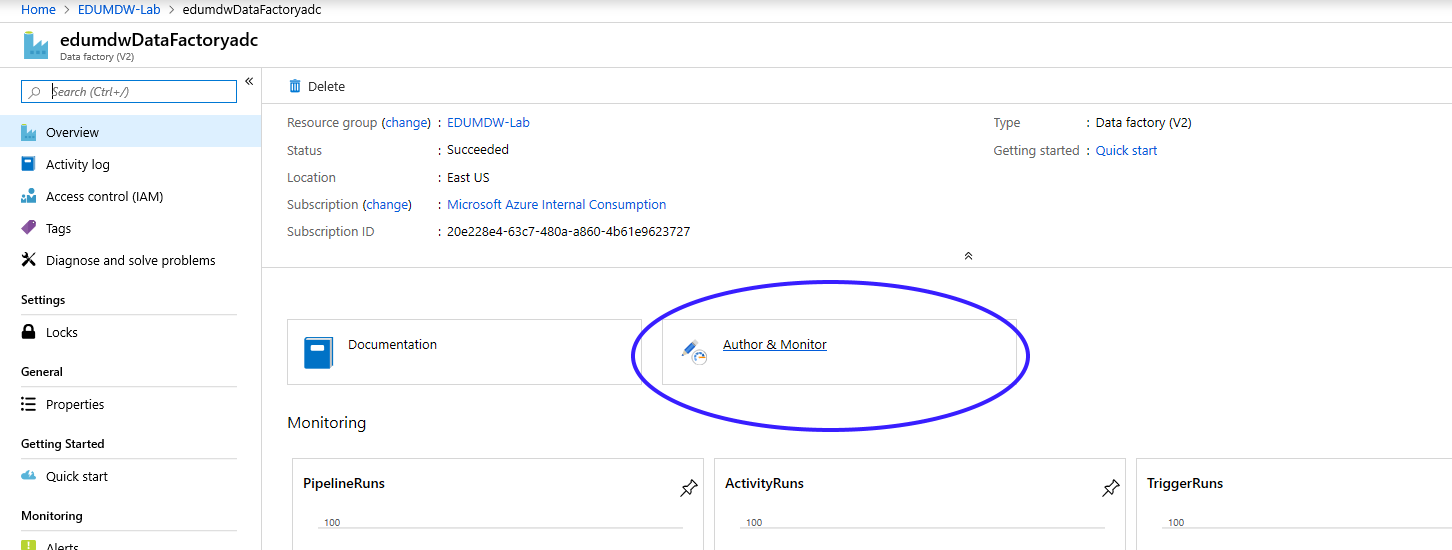 Home > EDUMDW-Lab > edumdwDataFactoryadc
edumdwDataFactoryadc
Data factory (V2)
Search (Ctrl+/)
«
Overview
Activity log
Access control (IAM)
Tags
Diagnose and solve problems
Settings
Locks
General
Properties
Getting Started
Quick start
Monitoring
Alerts
Delete
Resource group (change) : EDUMDW-Lab
Status : Succeeded
Location : East US
Subscription (change) : Microsoft Azure Internal Consumption
Subscription ID : 20e228e4-63c7-480a-a860-4b61e9623727
Type : Data factory (V2)
Getting started : Quick start
Documentation
Author & Monitor
Monitoring
PipelineRuns
100
ActivityRuns
100
TriggerRuns
100